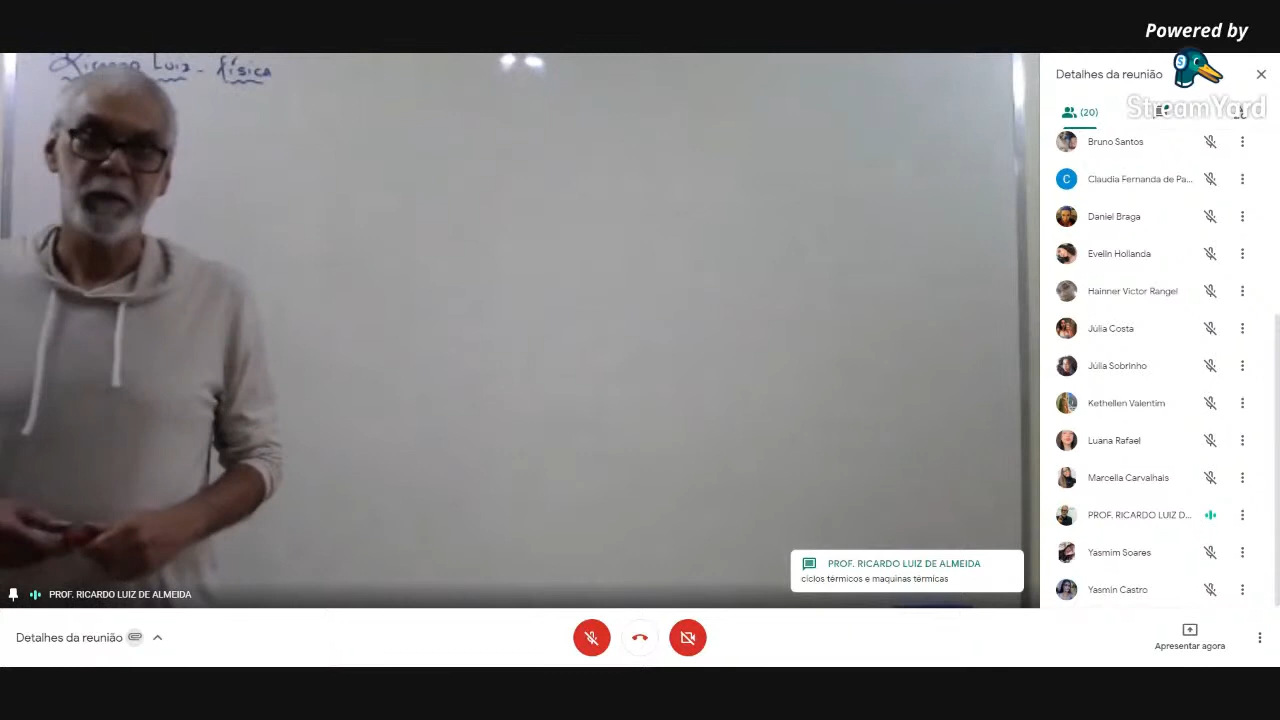 Powered by
StreamYard
Ricardo Luiz - física
Detalhes da reunião
(20)
Bruno Santos
Claudia Fernanda de Pa...
Daniel Braga
Evelin Hollanda
Hainner Victor Rangel
Júlia Costa
Júlia Sobrinho
Kethellen Valentim
Luana Rafael
Marcella Carvalhais
PROF. RICARDO LUIZ D...
Yasmim Soares
Yasmin Castro
PROF. RICARDO LUIZ DE ALMEIDA
ciclos térmicos e maquinas térmicas
PROF. RICARDO LUIZ DE ALMEIDA
Detalhes da reunião
Apresentar agora